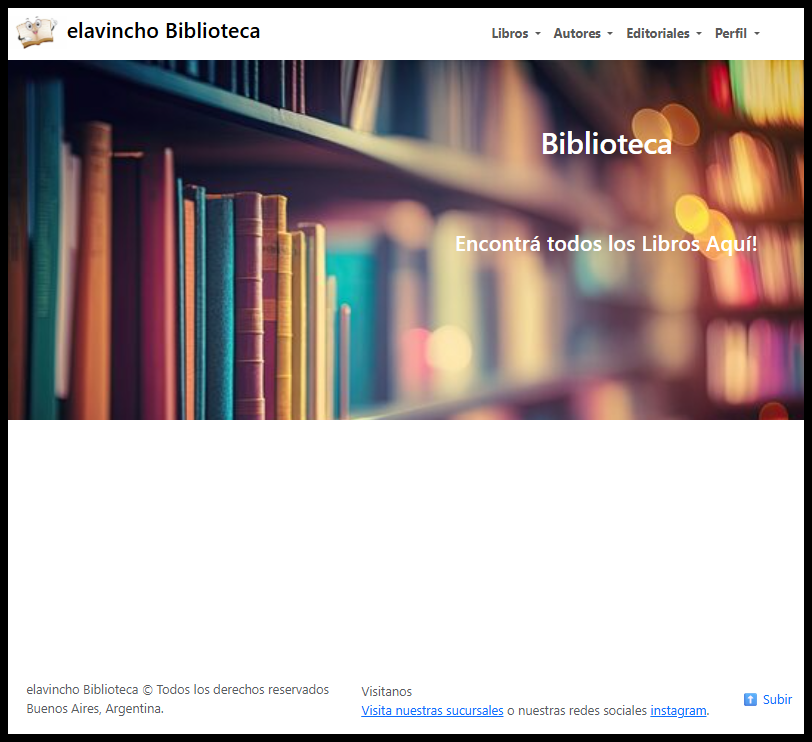 elavincho Biblioteca
Libros
Autores
Editoriales
Perfil
Biblioteca
Encontrá todos los Libros Aquí!
elavincho Biblioteca © Todos los derechos reservados
Buenos Aires, Argentina.
Visitanos
Visita nuestras sucursales o nuestras redes sociales instagram.
Subir